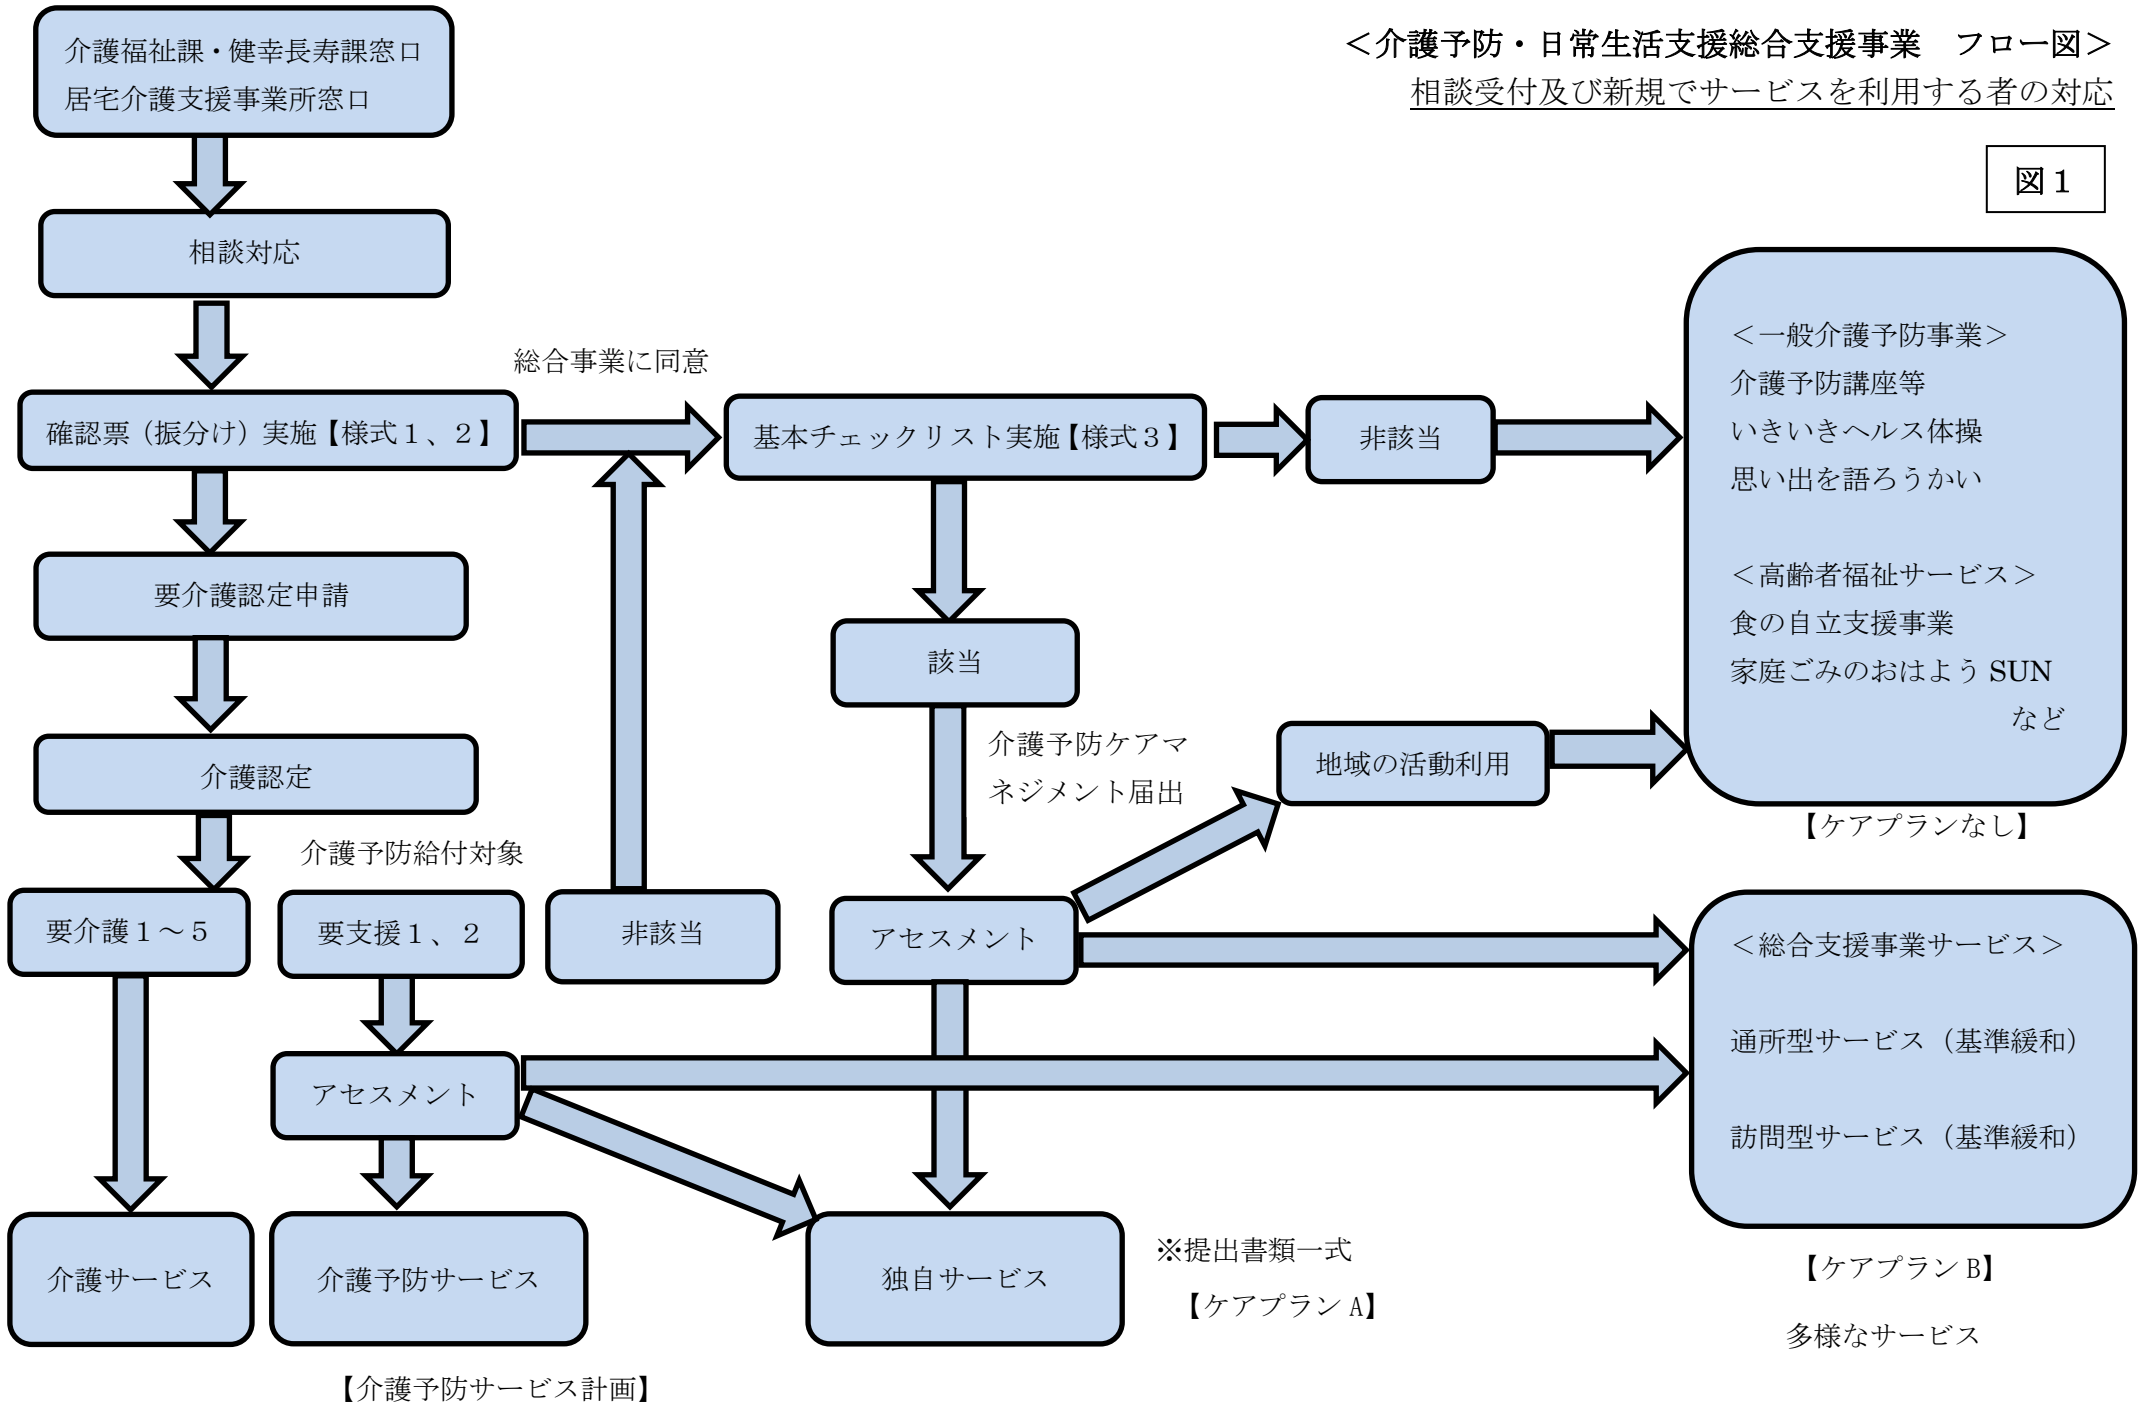 介護福祉課・健幸長寿課窓口
居宅介護支援事業所窓口
<介護予防・日常生活支援総合支援事業　フロー図>
相談受付及び新規でサービスを利用する者の対応
図１
相談対応
総合事業に同意
確認票（振分け）実施【様式１、２】
基本チェックリスト実施【様式３】
非該当
＜一般介護予防事業＞
介護予防講座等
いきいきヘルス体操
思い出を語ろうかい
＜高齢者福祉サービス＞
食の自立支援事業
家庭ごみのおはよう SUN
など
【ケアプランなし】
要介護認定申請
該当
介護予防ケアマ
ネジメント届出
地域の活動利用
介護認定
介護予防給付対象
要介護１～５
要支援１、２
非該当
アセスメント
＜総合支援事業サービス＞
通所型サービス（基準緩和）
訪問型サービス（基準緩和）
アセスメント
介護サービス
介護予防サービス
独自サービス
※提出書類一式
【ケアプラン A】
【ケアプラン B】
多様なサービス
【介護予防サービス計画】